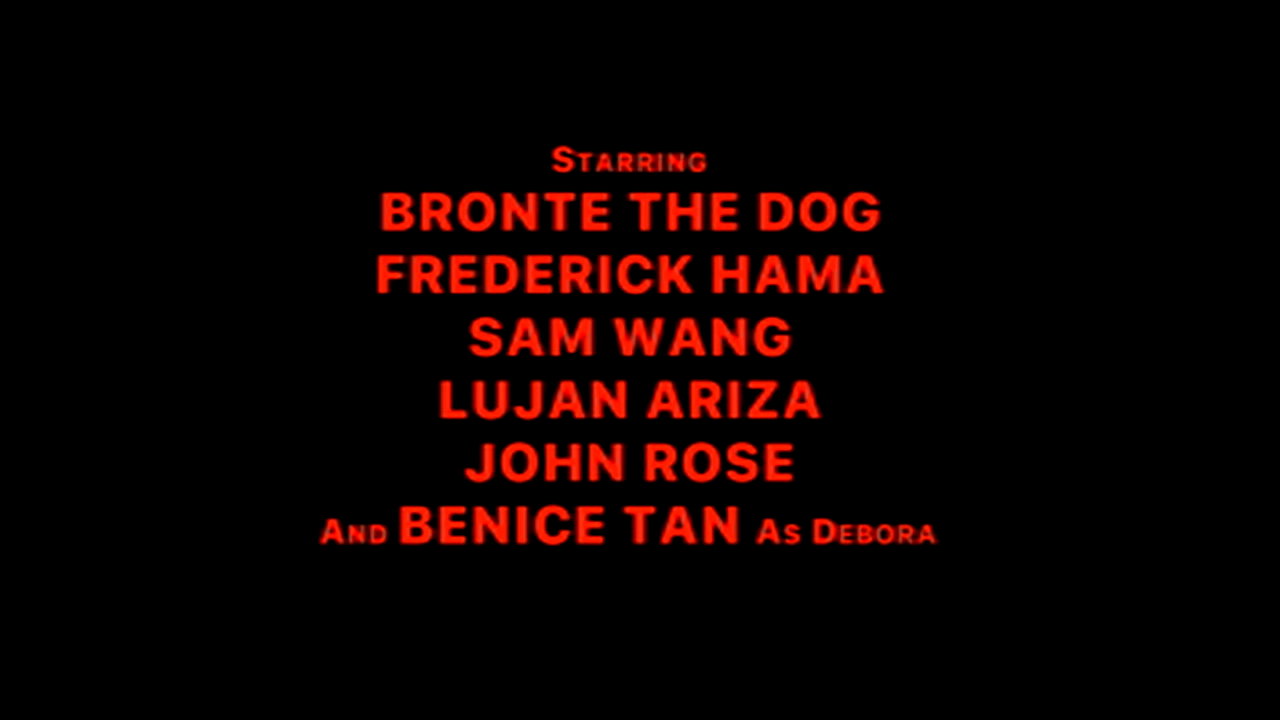 Starring
BRONTE THE DOG
FREDERICK HAMA
SAM WANG
LUJAN ARIZA
JOHN ROSE
And BENICE TAN As Debora